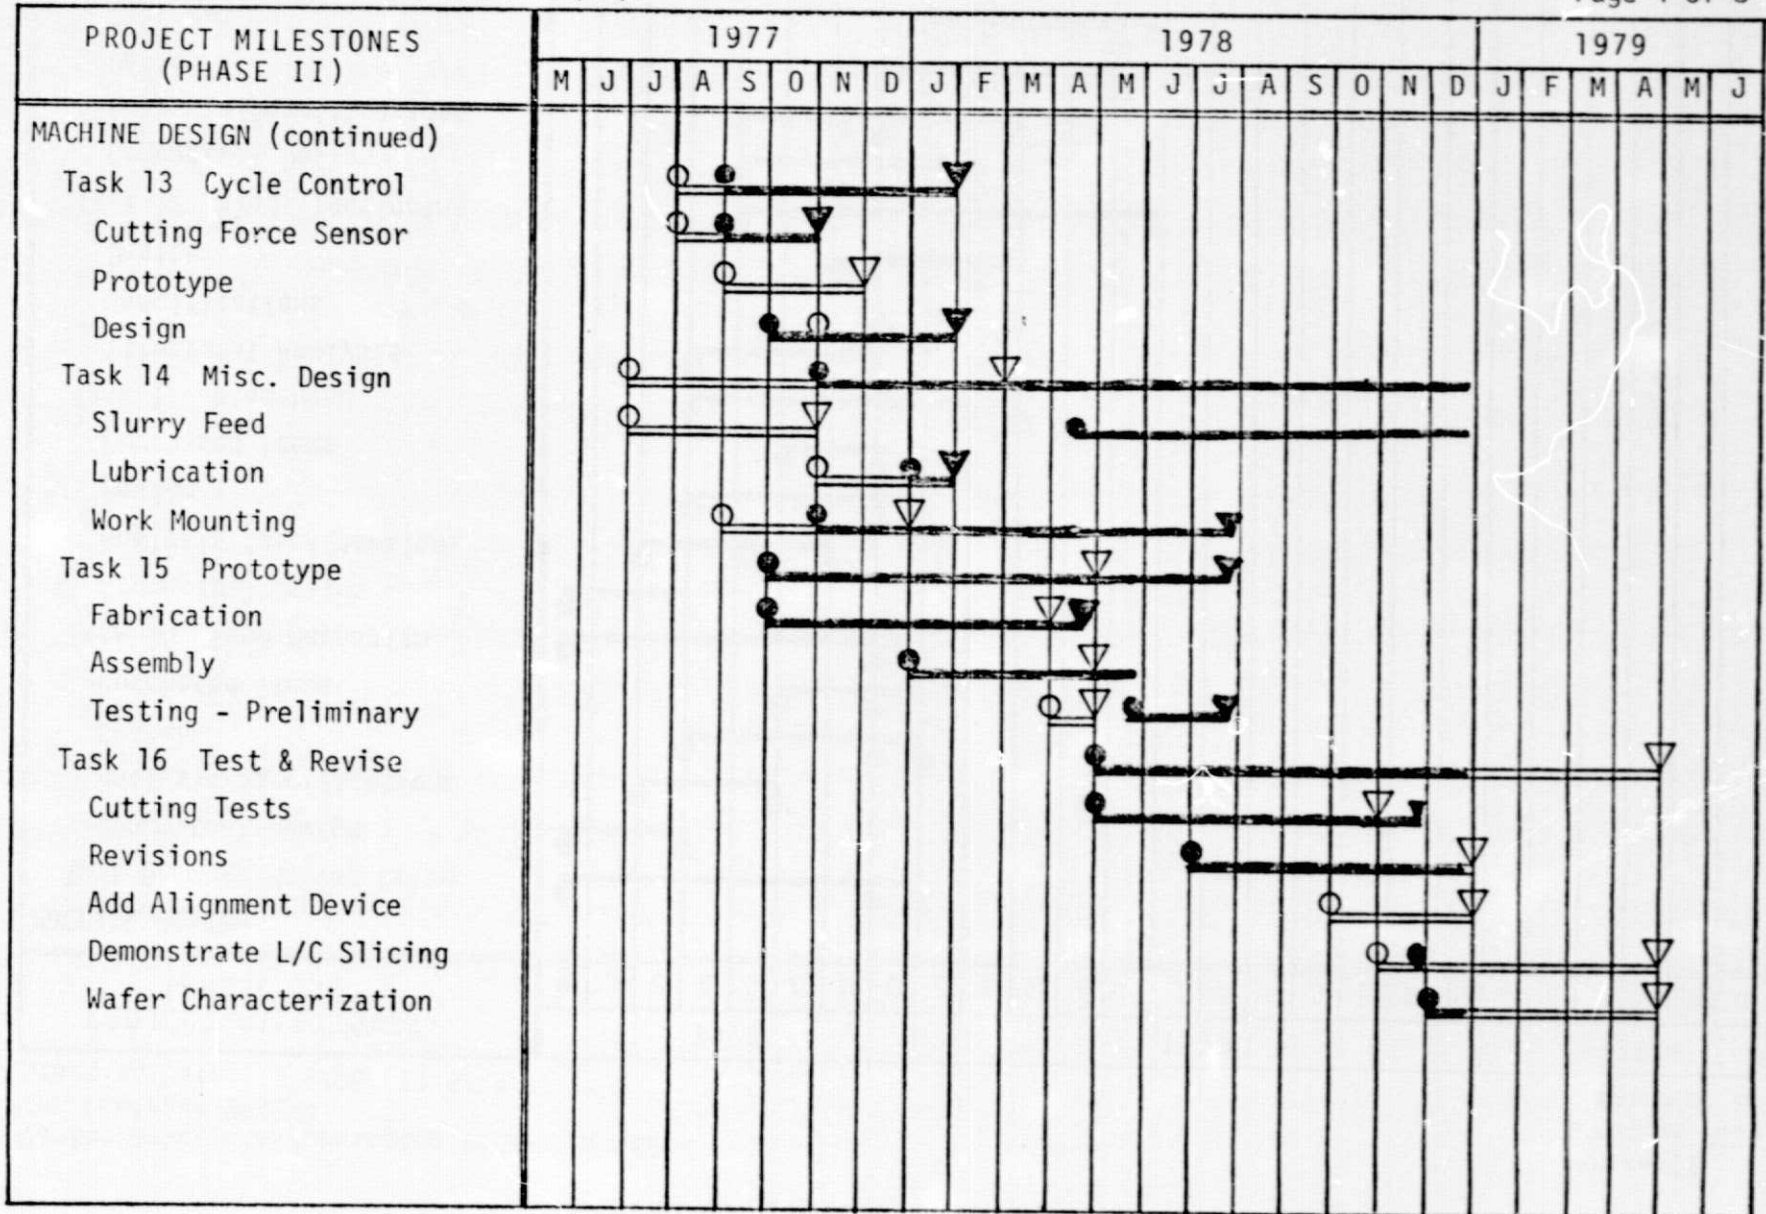 PROJECT MILESTONES
(PHASE II)
1977 1978 1979
M J J A S O N D J F M A M J J A S O N D J F M A M J
MACHINE DESIGN (continued)
Task 13 Cycle Control
Cutting Force Sensor
Prototype
Design
Task 14 Misc. Design
Slurry Feed
Lubrication
Work Mounting
Task 15 Prototype
Fabrication
Assembly
Testing - Preliminary
Task 16 Test & Revise
Cutting Tests
Revisions
Add Alignment Device
Demonstrate L/C Slicing
Wafer Characterization